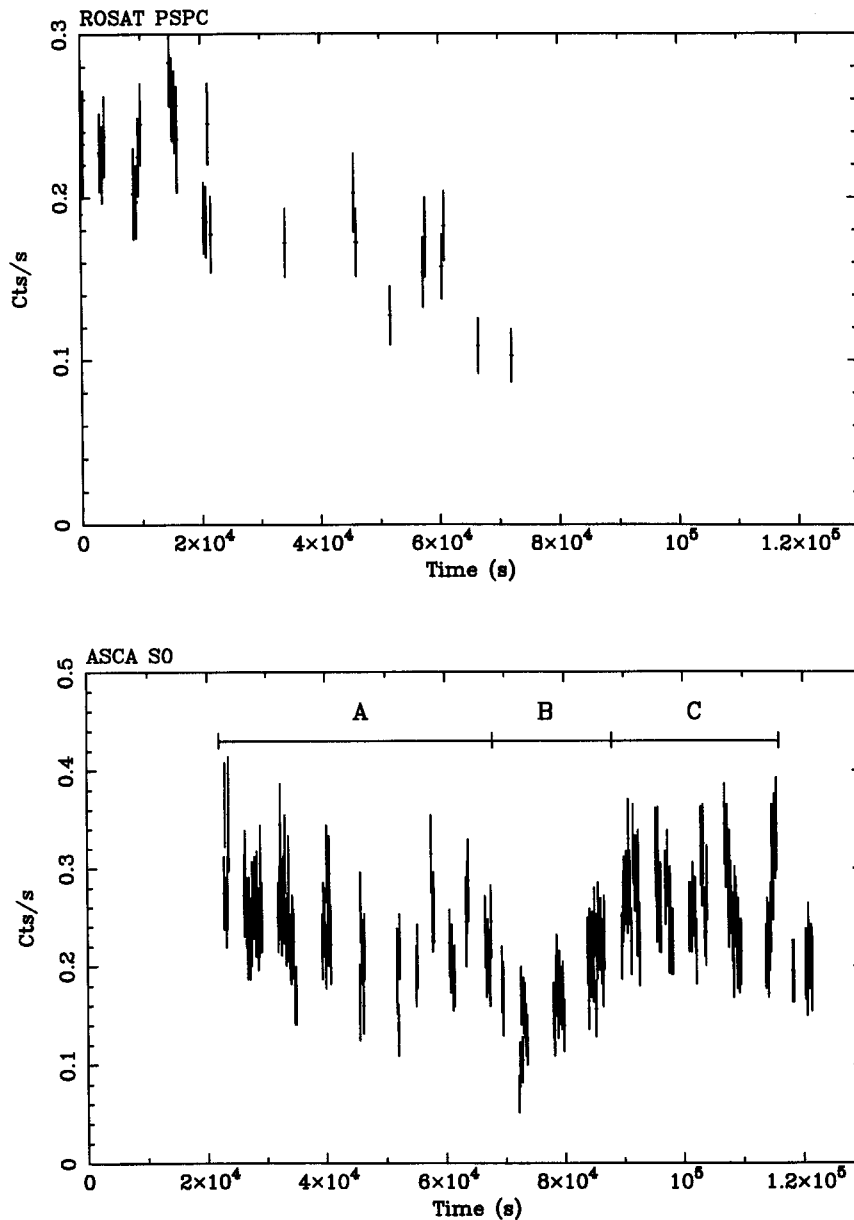 ROSAT PSPC
0.3
0.2
0.1
0
Cts/s
0 2×10⁴ 4×10⁴ 6×10⁴ 8×10⁴ 10⁵ 1.2×10⁵
Time (s)
ASCA S0
0.5
0.4
0.3
0.2
0.1
0
Cts/s
A B C
0 2×10⁴ 4×10⁴ 6×10⁴ 8×10⁴ 10⁵ 1.2×10⁵
Time (s)